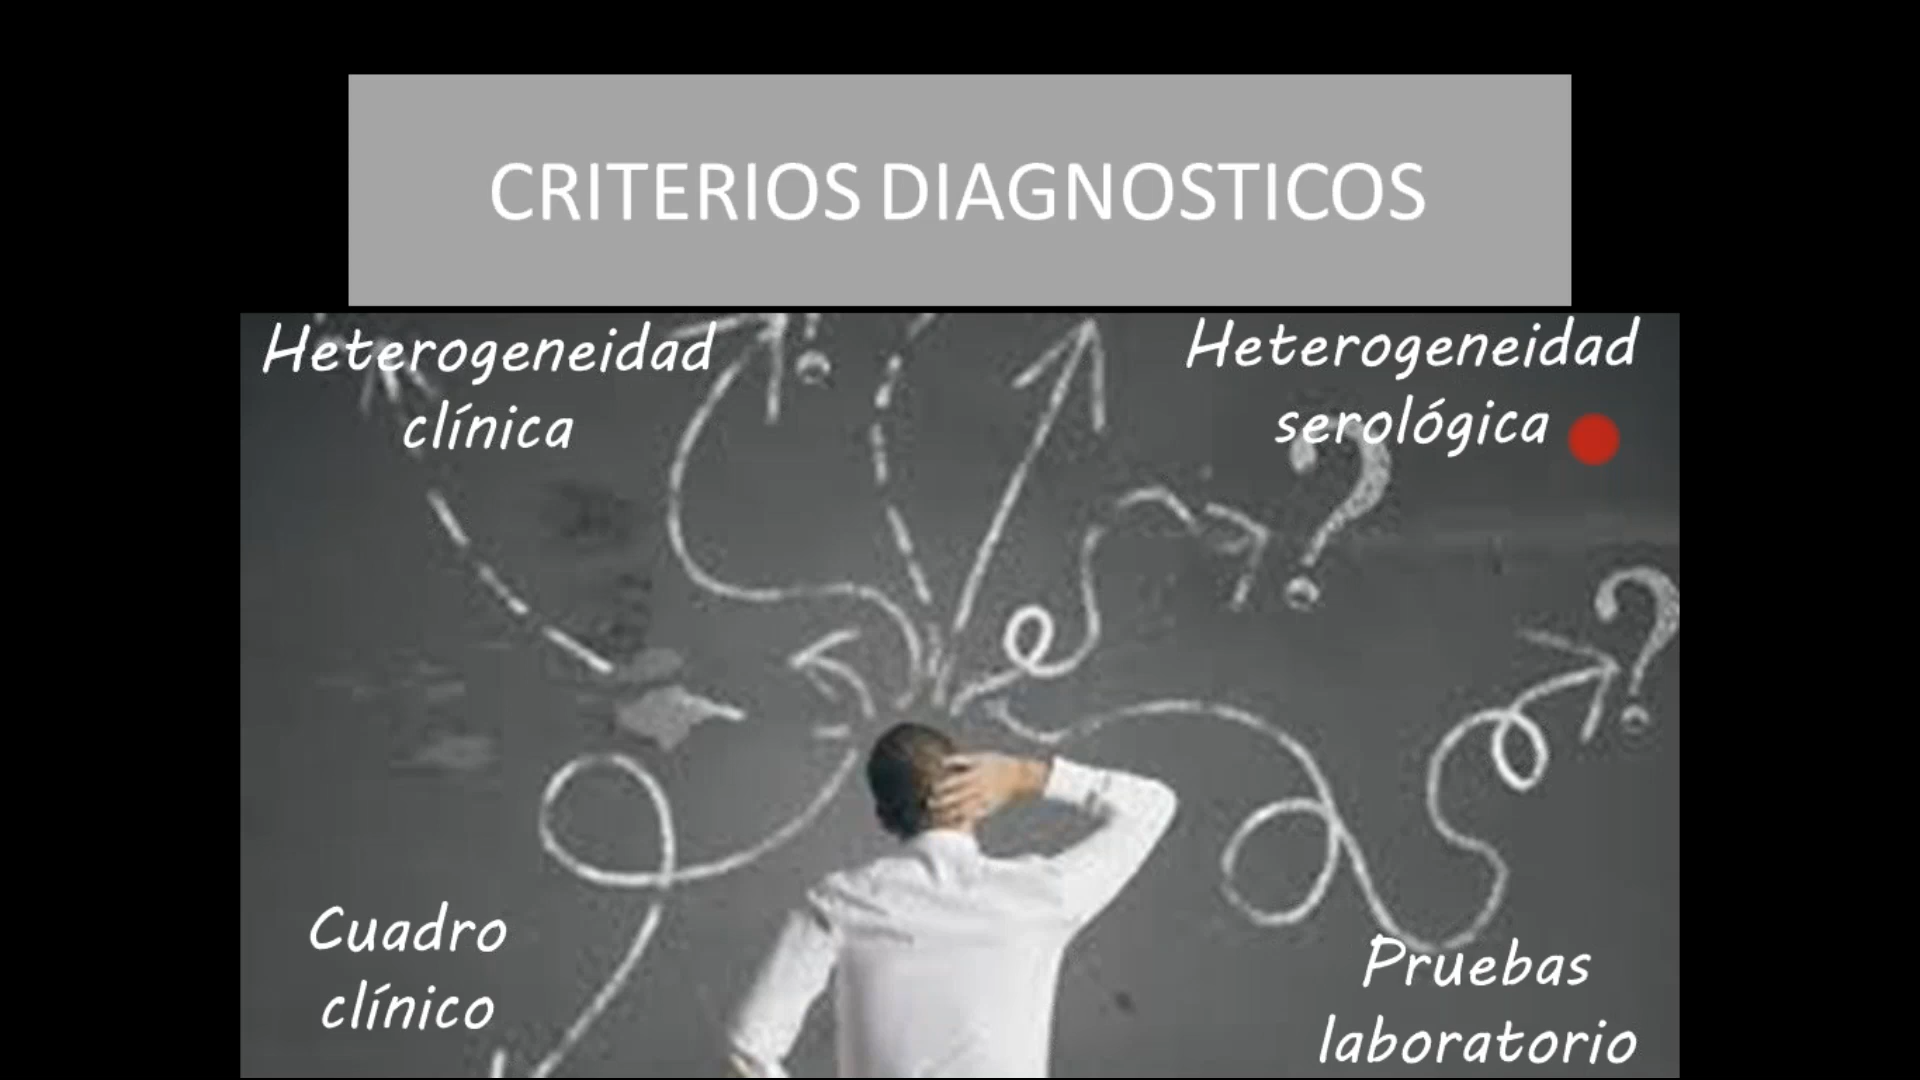 CRITERIOS DIAGNOSTICOS
Heterogeneidad
clínica
Heterogeneidad
serológica
Cuadro
clínico
Pruebas
laboratorio